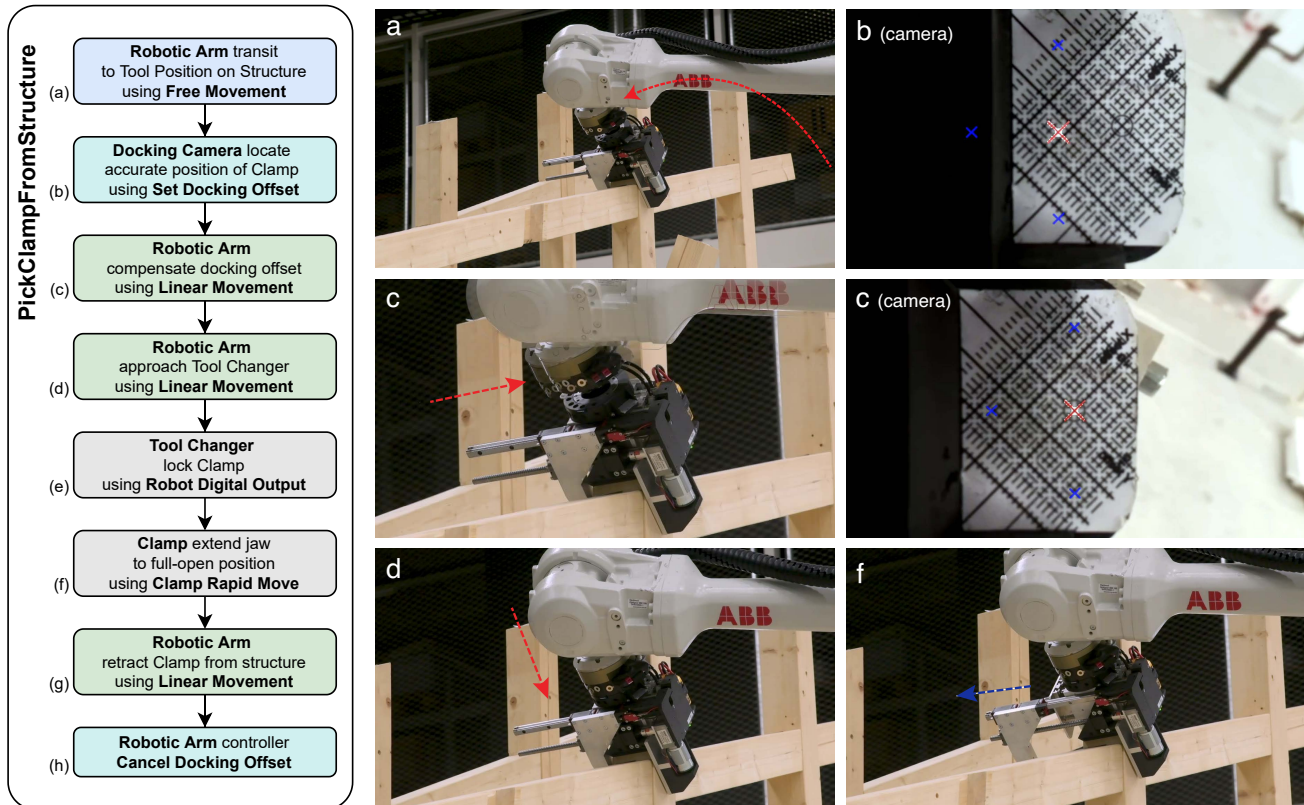 PickClampFromStructure
Robotic Arm transit
to Tool Position on Structure
(a) using Free Movement
Docking Camera locate
accurate position of Clamp
(b) using Set Docking Offset
Robotic Arm
compensate docking offset
(c) using Linear Movement
Robotic Arm
approach Tool Changer
(d) using Linear Movement
Tool Changer
lock Clamp
(e) using Robot Digital Output
Clamp extend jaw
to full-open position
(f) using Clamp Rapid Move
Robotic Arm
retract Clamp from structure
(g) using Linear Movement
Robotic Arm controller
(h) Cancel Docking Offset
a
ABB
b (camera)
c
ABB
c (camera)
d
ABB
f
ABB